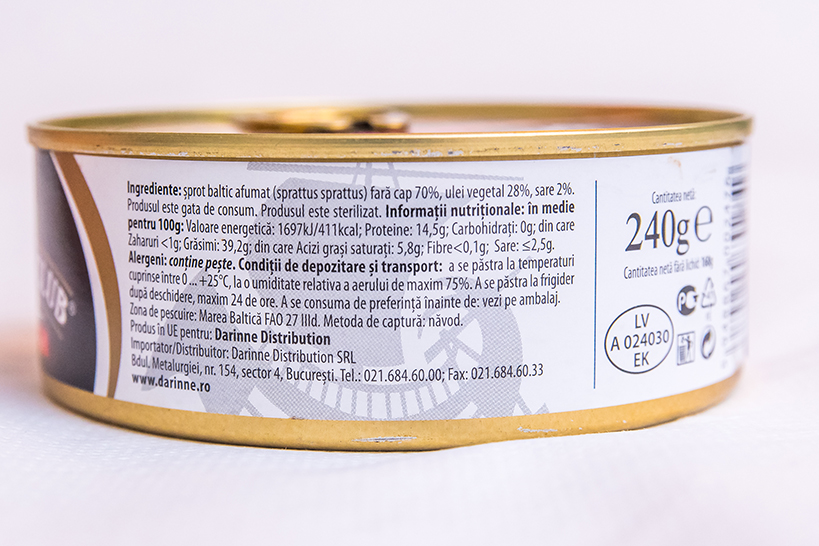 Ingrediente: șprot baltic afumat (sprattus sprattus) fară cap 70%, ulei vegetal 28%, sare 2%.
Produsul este gata de consum. Produsul este sterilizat. Informații nutriționale: în medie
pentru 100g: Valoare energetică: 1697kJ/411kcal; Proteine: 14,5g; Carbohidrați: 0g; din care
Zaharuri <1g; Grăsimi: 39,2g; din care Acizi grași saturați: 5,8g; Fibre<0,1g; Sare: ≤2,5g.
Alergeni: conține pește. Condiții de depozitare și transport: a se păstra la temperaturi
cuprinse între 0 ... +25°C, la o umiditate relativa a aerului de maxim 75%. A se păstra la frigider
după deschidere, maxim 24 de ore. A se consuma de preferință înainte de: vezi pe ambalaj.
Zona de pescuire: Marea Baltică FAO 27 IIId. Metoda de captură: năvod.
Produs în UE pentru: Darinne Distribution
Importator/Distribuitor: Darinne Distribution SRL
Bdul. Metalurgiei, nr. 154, sector 4, București. Tel.: 021.684.60.00; Fax: 021.684.60.33
www.darinne.ro
Cantitatea netă:
240g e
Cantitatea netă fără lichid: 168g
LV
A 024030
EK
LUB®